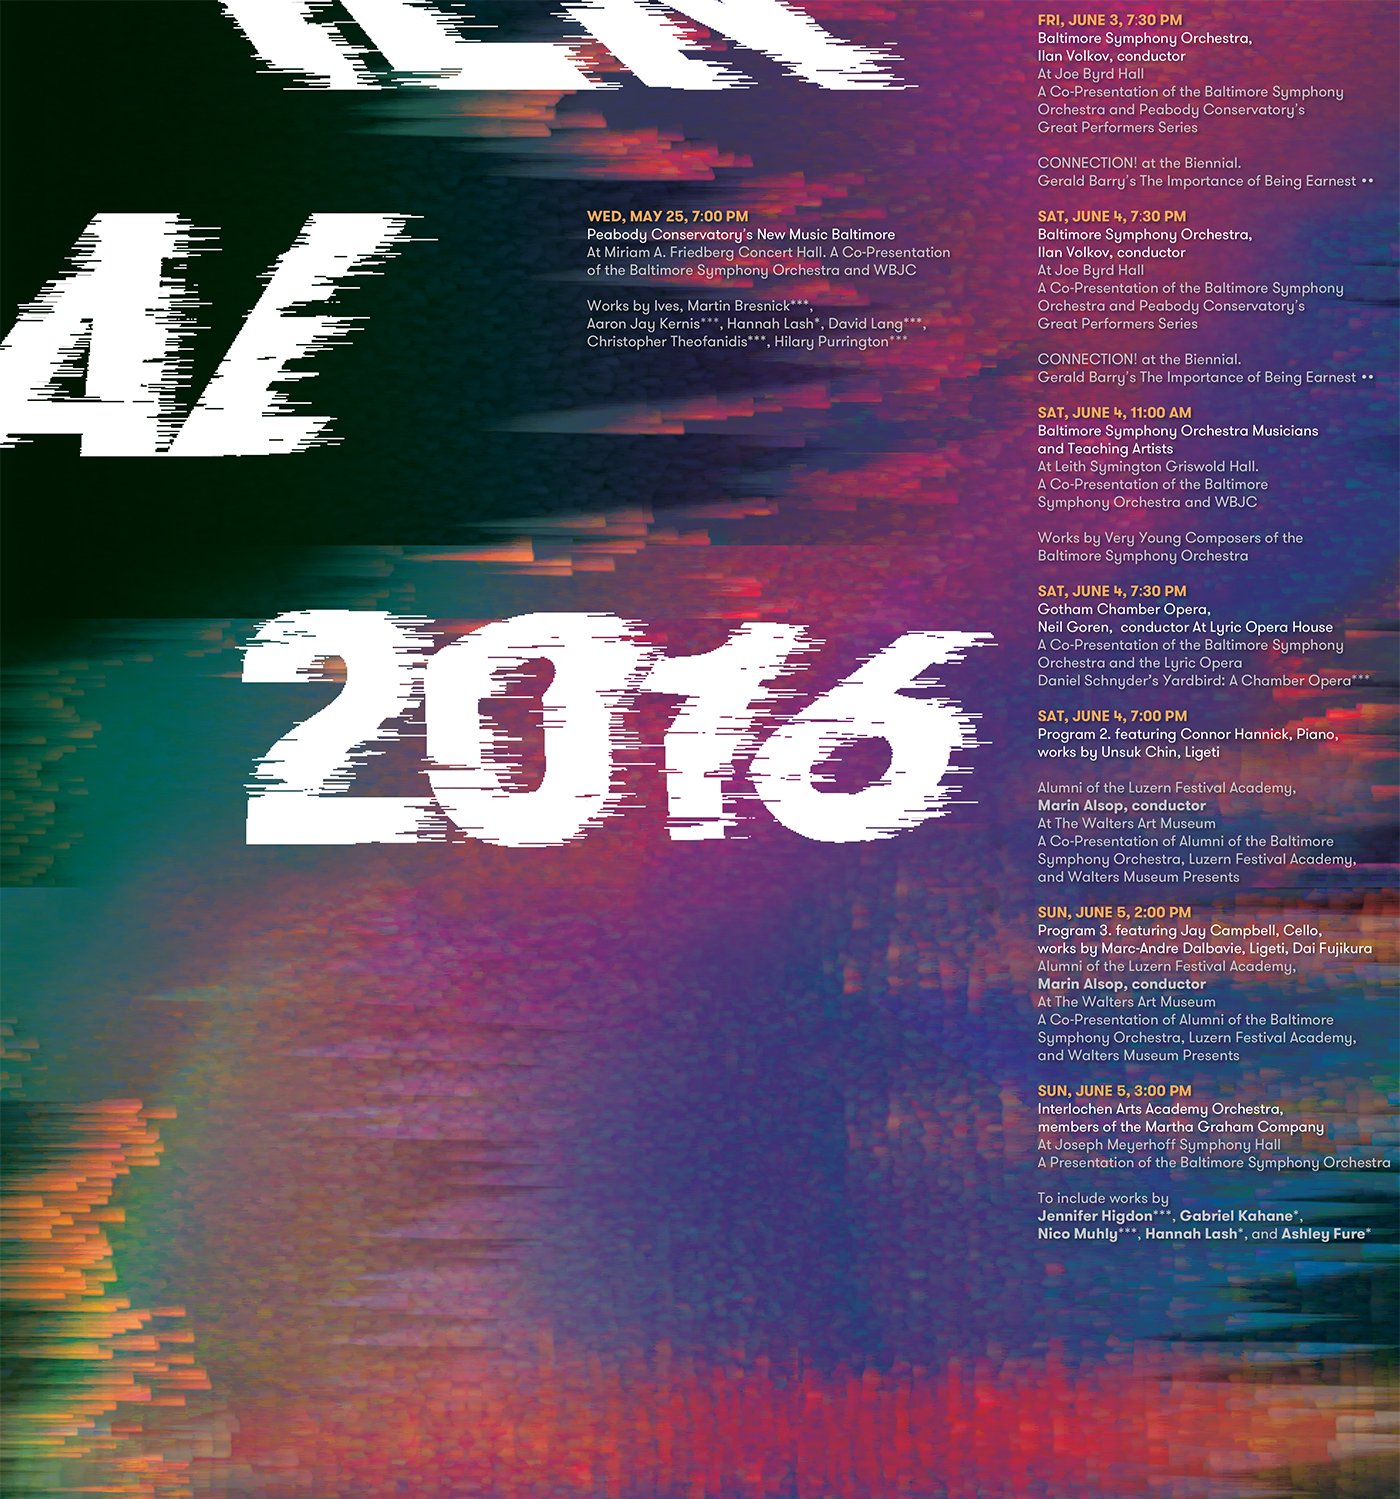 AL
2016
WED, MAY 25, 7:00 PM
Peabody Conservatory's New Music Baltimore
At Miriam A. Friedberg Concert Hall. A Co-Presentation
of the Baltimore Symphony Orchestra and WBJC
Works by Ives, Martin Bresnick***,
Aaron Jay Kernis***, Hannah Lash*, David Lang***,
Christopher Theofanidis***, Hilary Purrington***
FRI, JUNE 3, 7:30 PM
Baltimore Symphony Orchestra,
Ilan Volkov, conductor
At Joe Byrd Hall
A Co-Presentation of the Baltimore Symphony
Orchestra and Peabody Conservatory's
Great Performers Series
CONNECTION! at the Biennial.
Gerald Barry's The Importance of Being Earnest ••
SAT, JUNE 4, 7:30 PM
Baltimore Symphony Orchestra,
Ilan Volkov, conductor
At Joe Byrd Hall
A Co-Presentation of the Baltimore Symphony
Orchestra and Peabody Conservatory's
Great Performers Series
CONNECTION! at the Biennial.
Gerald Barry's The Importance of Being Earnest ••
SAT, JUNE 4, 11:00 AM
Baltimore Symphony Orchestra Musicians
and Teaching Artists
At Leith Symington Griswold Hall.
A Co-Presentation of the Baltimore
Symphony Orchestra and WBJC
Works by Very Young Composers of the
Baltimore Symphony Orchestra
SAT, JUNE 4, 7:30 PM
Gotham Chamber Opera,
Neil Goren, conductor At Lyric Opera House
A Co-Presentation of the Baltimore Symphony
Orchestra and the Lyric Opera
Daniel Schnyder's Yardbird: A Chamber Opera***
SAT, JUNE 4, 7:00 PM
Program 2. featuring Connor Hannick, Piano,
works by Unsuk Chin, Ligeti
Alumni of the Luzern Festival Academy,
Marin Alsop, conductor
At The Walters Art Museum
A Co-Presentation of Alumni of the Baltimore
Symphony Orchestra, Luzern Festival Academy,
and Walters Museum Presents
SUN, JUNE 5, 2:00 PM
Program 3. featuring Jay Campbell, Cello,
works by Marc-Andre Dalbavie, Ligeti, Dai Fujikura
Alumni of the Luzern Festival Academy,
Marin Alsop, conductor
At The Walters Art Museum
A Co-Presentation of Alumni of the Baltimore
Symphony Orchestra, Luzern Festival Academy,
and Walters Museum Presents
SUN, JUNE 5, 3:00 PM
Interlochen Arts Academy Orchestra,
members of the Martha Graham Company
At Joseph Meyerhoff Symphony Hall
A Presentation of the Baltimore Symphony Orchestra
To include works by
Jennifer Higdon***, Gabriel Kahane*,
Nico Muhly***, Hannah Lash*, and Ashley Fure*